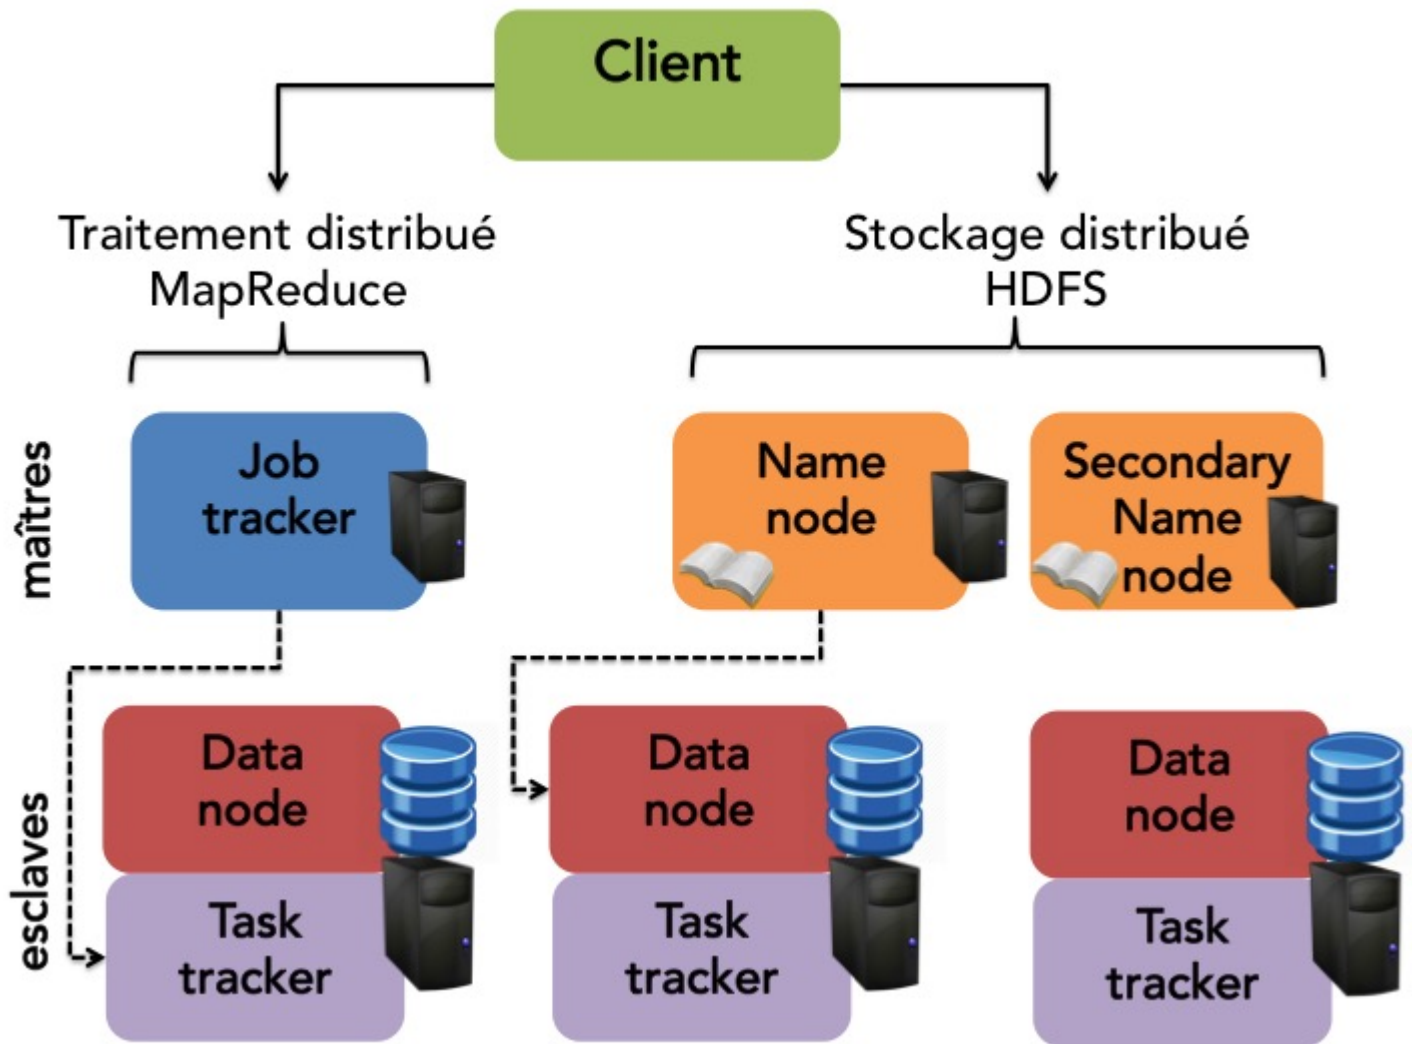 Client
Traitement distribué
MapReduce
Stockage distribué
HDFS
maîtres
Job
tracker
Name
node
Secondary
Name
node
esclaves
Data
node
Task
tracker
Data
node
Task
tracker
Data
node
Task
tracker